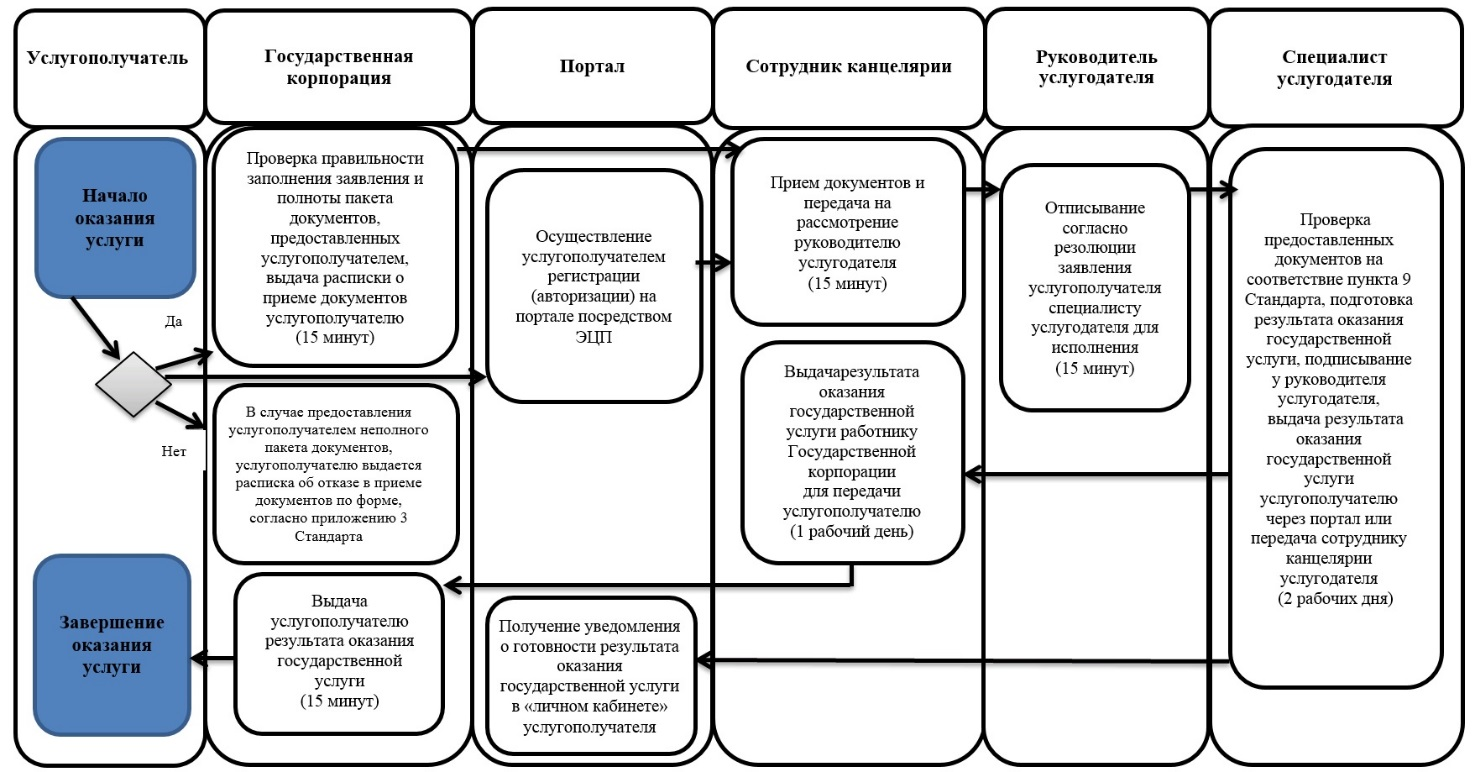 Услугополучатель
Государственная
корпорация
Портал
Сотрудник канцелярии
Руководитель
услугодателя
Специалист
услугодателя
Начало
оказания
услуги
Да
Нет
Завершение
оказания
услуги
Проверка правильности
заполнения заявления и
полноты пакета
документов,
предоставленных
услугополучателем,
выдача расписки о
приеме документов
услугополучателю
(15 минут)
В случае предоставления
услугополучателем неполного
пакета документов,
услугополучателю выдается
расписка об отказе в приеме
документов по форме,
согласно приложению 3
Стандарта
Выдача
услугополучателю
результата оказания
государственной
услуги
(15 минут)
Осуществление
услугополучателем
регистрации
(авторизации) на
портале посредством
ЭЦП
Получение уведомления
о готовности результата
оказания
государственной услуги
в «личном кабинете»
услугополучателя
Прием документов и
передача на
рассмотрение
руководителю
услугодателя
(15 минут)
Выдачарезультата
оказания
государственной
услуги работнику
Государственной
корпорации
для передачи
услугополучателю
(1 рабочий день)
Отписывание
согласно
резолюции
заявления
услугополучателя
специалисту
услугодателя для
исполнения
(15 минут)
Проверка
предоставленных
документов на
соответствие пункта 9
Стандарта, подготовка
результата оказания
государственной
услуги, подписывание
у руководителя
услугодателя,
выдача результата
оказания
государственной
услуги
услугополучателю
через портал или
передача сотруднику
канцелярии
услугодателя
(2 рабочих дня)